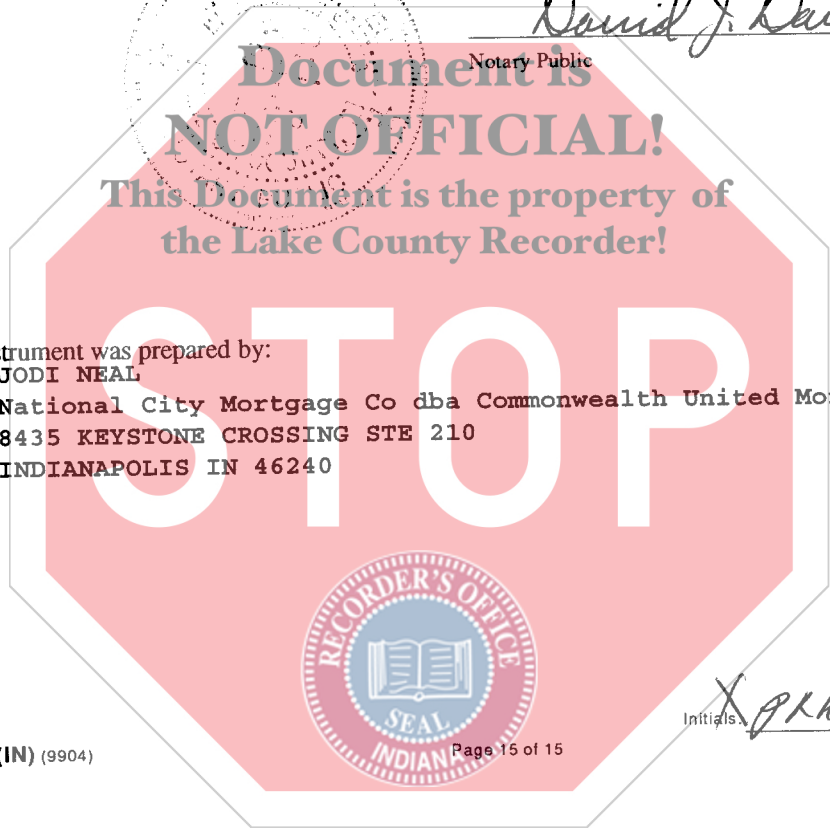 David J. Dav
Notary Public
Document is
NOT OFFICIAL!
This Document is the property of
the Lake County Recorder!
STOP
trument was prepared by:
JODI NEAL
National City Mortgage Co dba Commonwealth United Mo
8435 KEYSTONE CROSSING STE 210
INDIANAPOLIS IN 46240
RECORDER'S OFFICE
SEAL
INDIANA
Initials: X
(IN) (9904)
Page 15 of 15